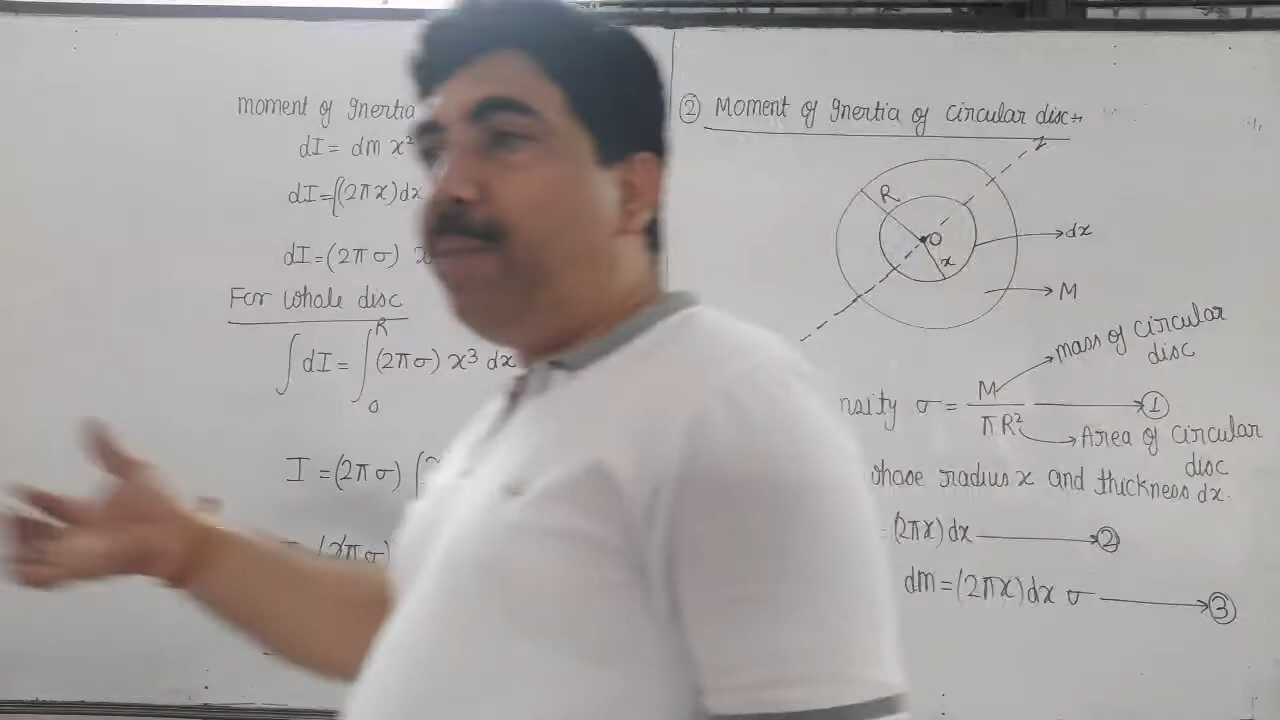 moment of Inertia
dI = dm x²
dI = [(2πx)dx
dI = (2πσ)
For whole disc
∫dI = ∫₀ᴿ (2πσ) x³ dx
I = (2πσ)
(2πσ)
② Moment of Inertia of circular disc:-
z
R
O
x
dx
M
mass of circular
disc
σ = M / πR² ①
Area of circular
disc
radius x and thickness dx.
= (2πx) dx ②
dm = (2πx) dx σ ③